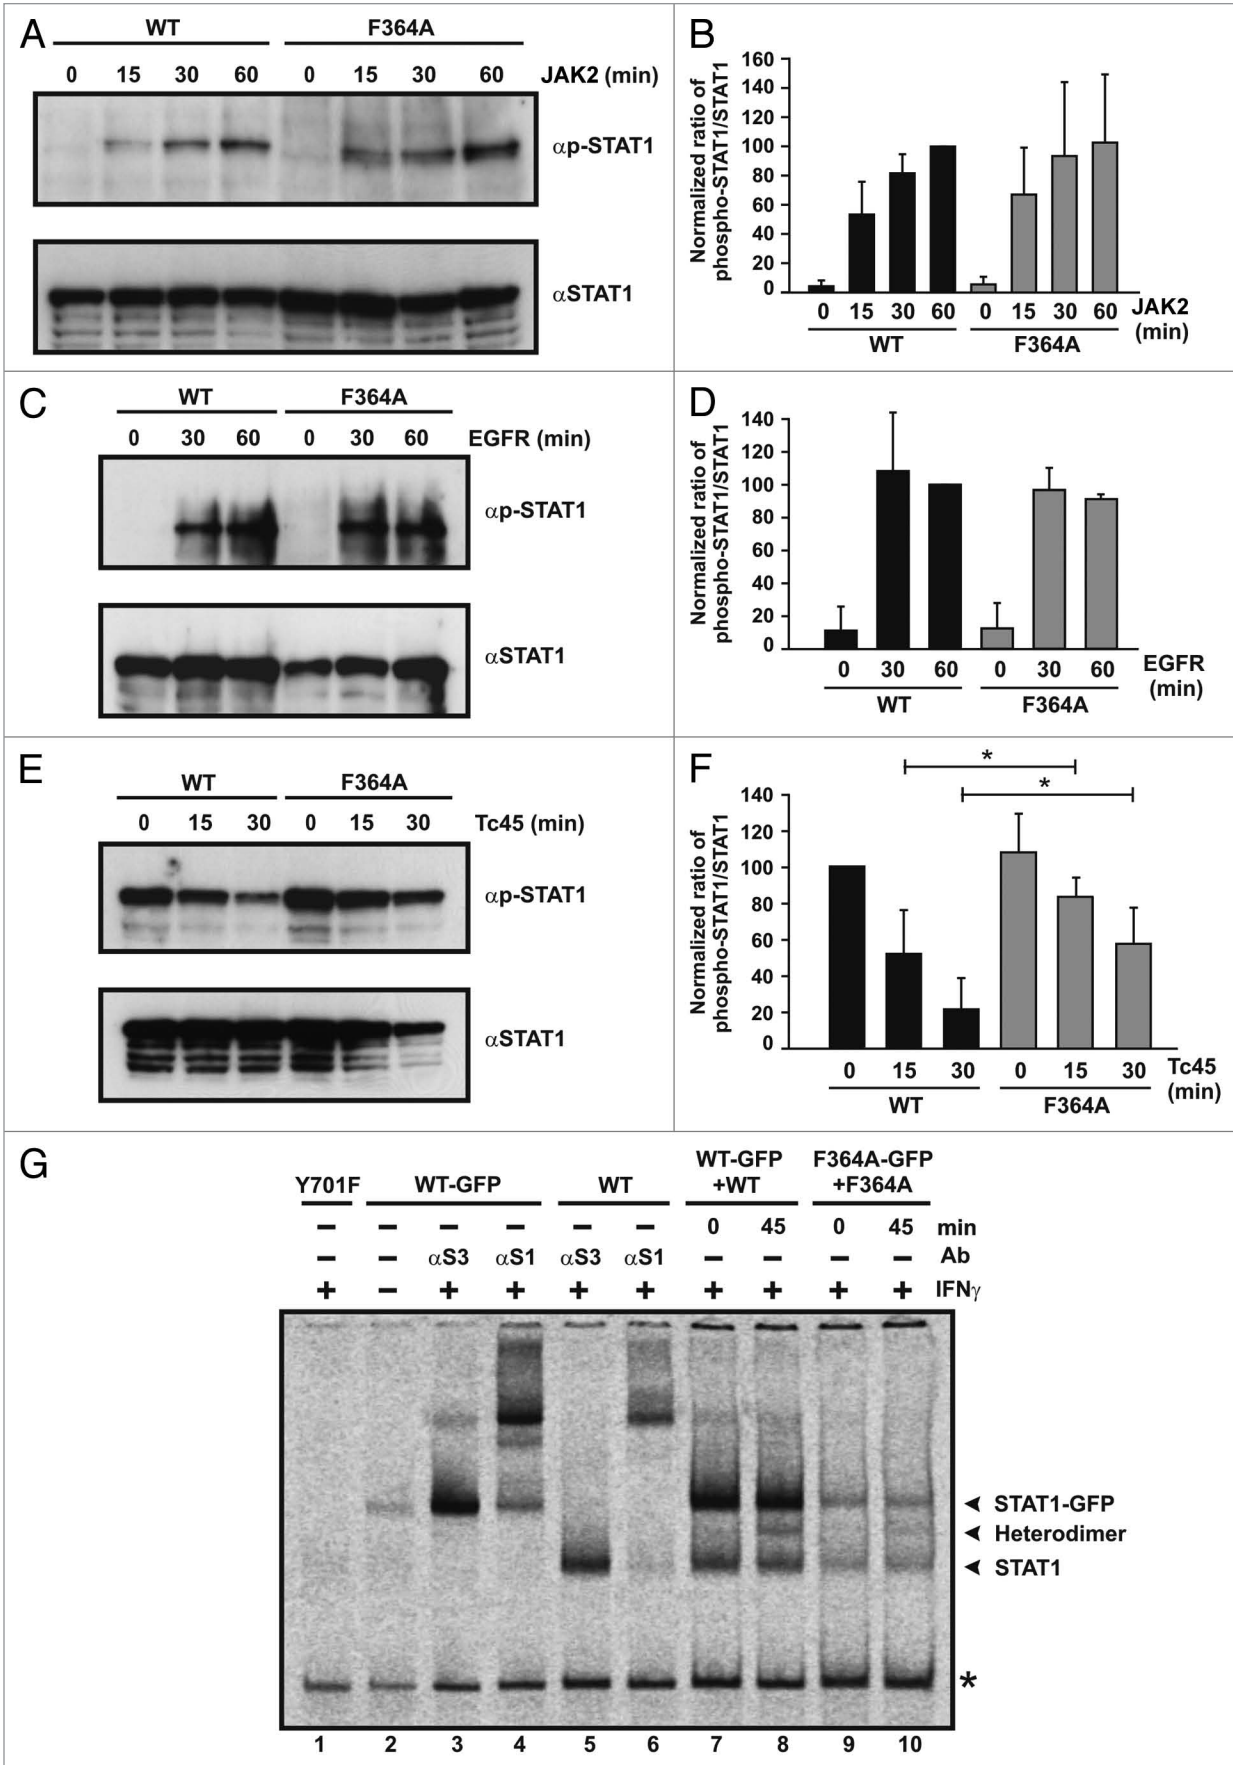 A
WT F364A
0 15 30 60 0 15 30 60 JAK2 (min)
αp-STAT1
αSTAT1
B
Normalized ratio of
phospho-STAT1/STAT1
160
140
120
100
80
60
40
20
0
0 15 30 60 0 15 30 60 JAK2
(min)
WT F364A
C
WT F364A
0 30 60 0 30 60 EGFR (min)
αp-STAT1
αSTAT1
D
Normalized ratio of
phospho-STAT1/STAT1
140
120
100
80
60
40
20
0
0 30 60 0 30 60 EGFR
(min)
WT F364A
E
WT F364A
0 15 30 0 15 30 Tc45 (min)
αp-STAT1
αSTAT1
F
* *
Normalized ratio of
phospho-STAT1/STAT1
140
120
100
80
60
40
20
0
0 15 30 0 15 30 Tc45
(min)
WT F364A
G
Y701F WT-GFP WT WT-GFP
+WT F364A-GFP
+F364A
– – – – – – 0 45 0 45 min
– – αS3 αS1 αS3 αS1 – – – – Ab
+ – + + + + + + + + IFNγ
STAT1-GFP
Heterodimer
STAT1
*
1 2 3 4 5 6 7 8 9 10